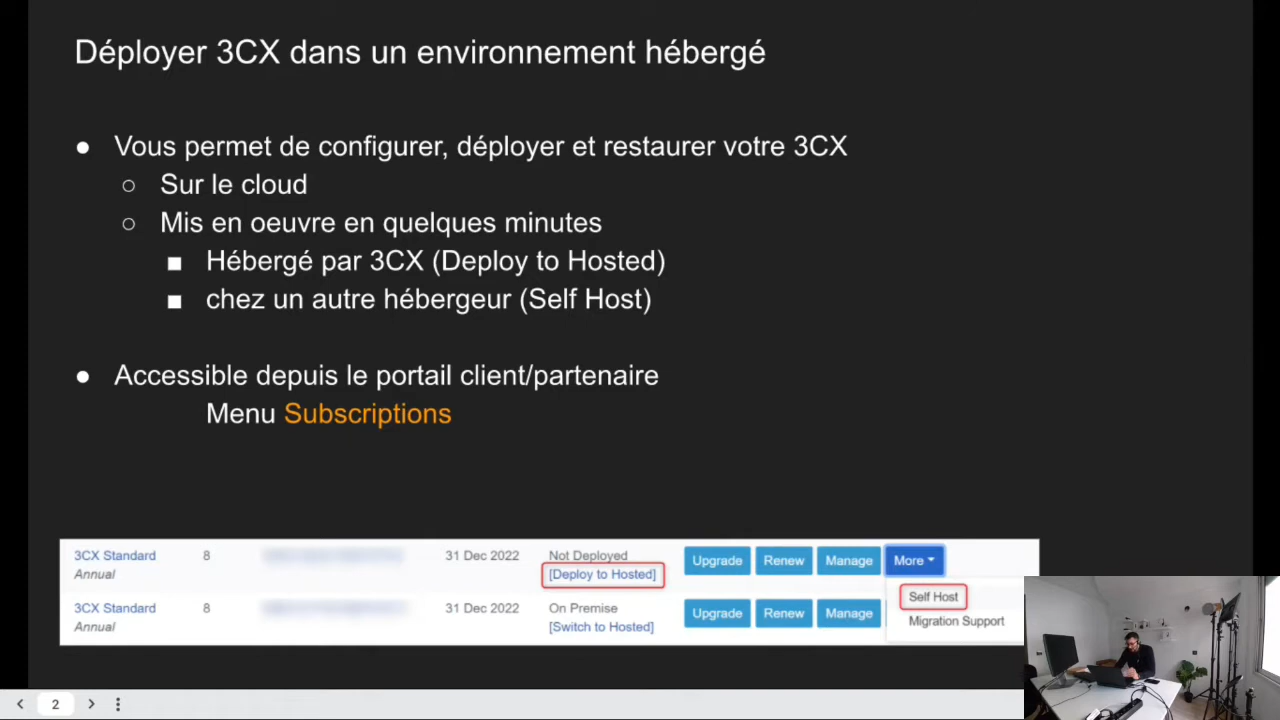 Déployer 3CX dans un environnement hébergé
● Vous permet de configurer, déployer et restaurer votre 3CX
○ Sur le cloud
○ Mis en oeuvre en quelques minutes
■ Hébergé par 3CX (Deploy to Hosted)
■ chez un autre hébergeur (Self Host)
● Accessible depuis le portail client/partenaire
Menu Subscriptions
3CX Standard 8 31 Dec 2022 Not Deployed Upgrade Renew Manage More
Annual [Deploy to Hosted]
Self Host
3CX Standard 8 31 Dec 2022 On Premise Upgrade Renew Manage
Migration Support
Annual [Switch to Hosted]
2